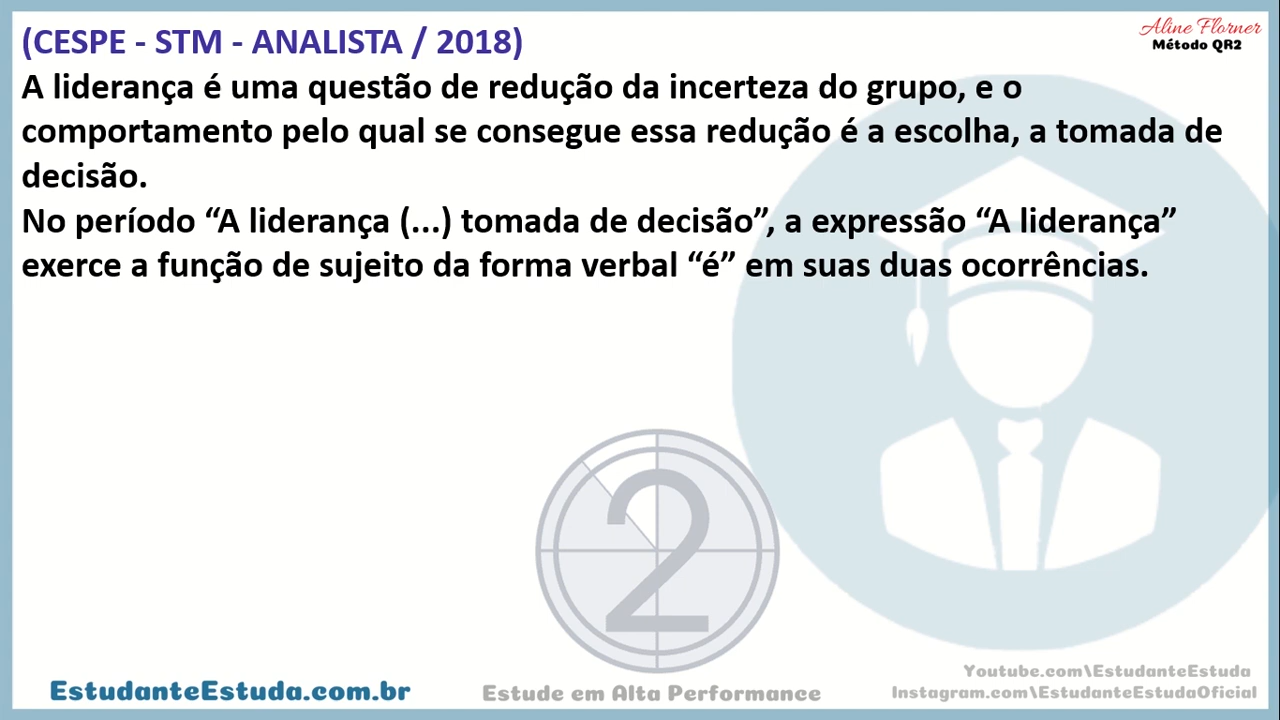 (CESPE - STM - ANALISTA / 2018)
Aline Florner
Método QR2
A liderança é uma questão de redução da incerteza do grupo, e o
comportamento pelo qual se consegue essa redução é a escolha, a tomada de
decisão.
No período “A liderança (...) tomada de decisão”, a expressão “A liderança”
exerce a função de sujeito da forma verbal “é” em suas duas ocorrências.
2
EstudanteEstuda.com.br
Estude em Alta Performance
Youtube.com\EstudanteEstuda
Instagram.com\EstudanteEstudaOficial